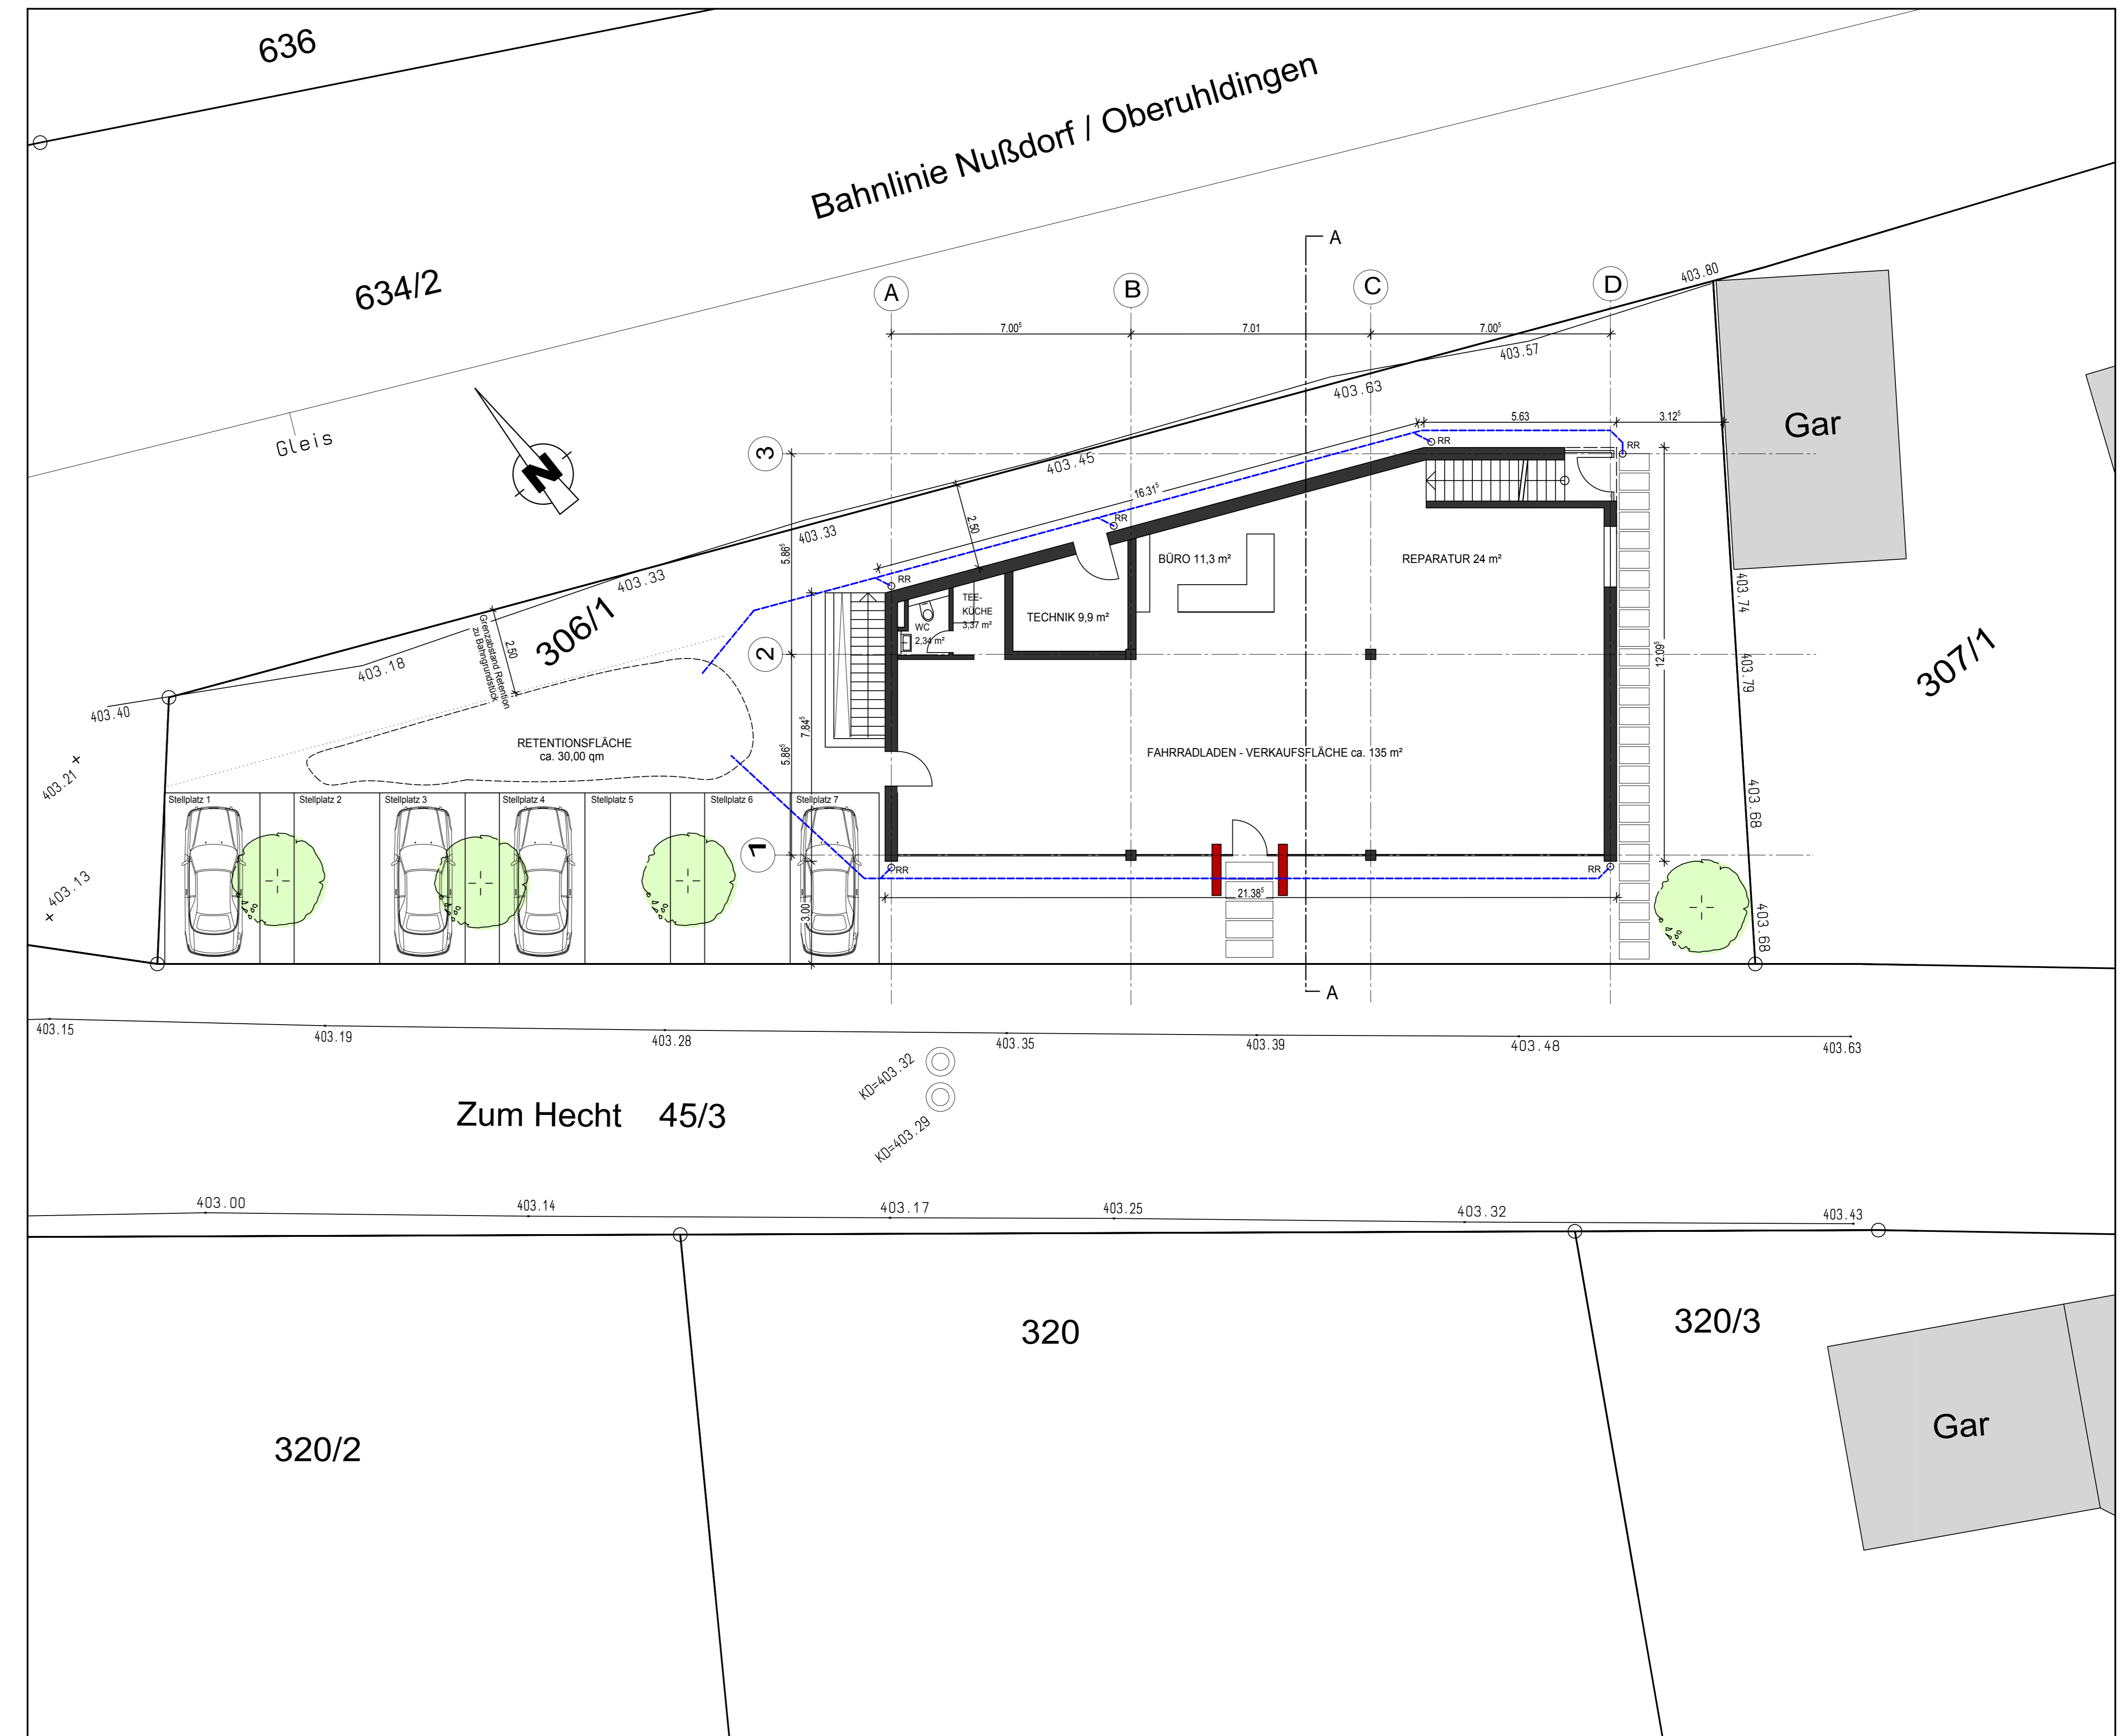 636
Bahnlinie Nußdorf / Oberuhldingen
634/2
Gleis
N
A
A
B
C
D
7.00⁵
7.01
7.00⁵
403.80
403.57
403.63
403.45
403.33
403.33
403.18
403.40
403.21
403.13
Gar
5.63
3.12⁵
3
2
1
RR
RR
RR
RR
RR
RR
16.31⁵
2.50
5.86⁵
5.86⁵
7.84⁵
3.00
12.09⁵
21.38⁵
306/1
2.50
Grenzabstand Retention
zu Bahngrundstück
RETENTIONSFLÄCHE
ca. 30,00 qm
WC
2,34 m²
TEE-
KÜCHE
3,37 m²
TECHNIK 9,9 m²
BÜRO 11,3 m²
REPARATUR 24 m²
FAHRRADLADEN - VERKAUFSFLÄCHE ca. 135 m²
Stellplatz 1
Stellplatz 2
Stellplatz 3
Stellplatz 4
Stellplatz 5
Stellplatz 6
Stellplatz 7
403.74
403.79
403.68
403.68
307/1
A
403.15
403.19
403.28
403.35
403.39
403.48
403.63
KD=403.32
KD=403.29
Zum Hecht 45/3
403.00
403.14
403.17
403.25
403.32
403.43
320/2
320
320/3
Gar